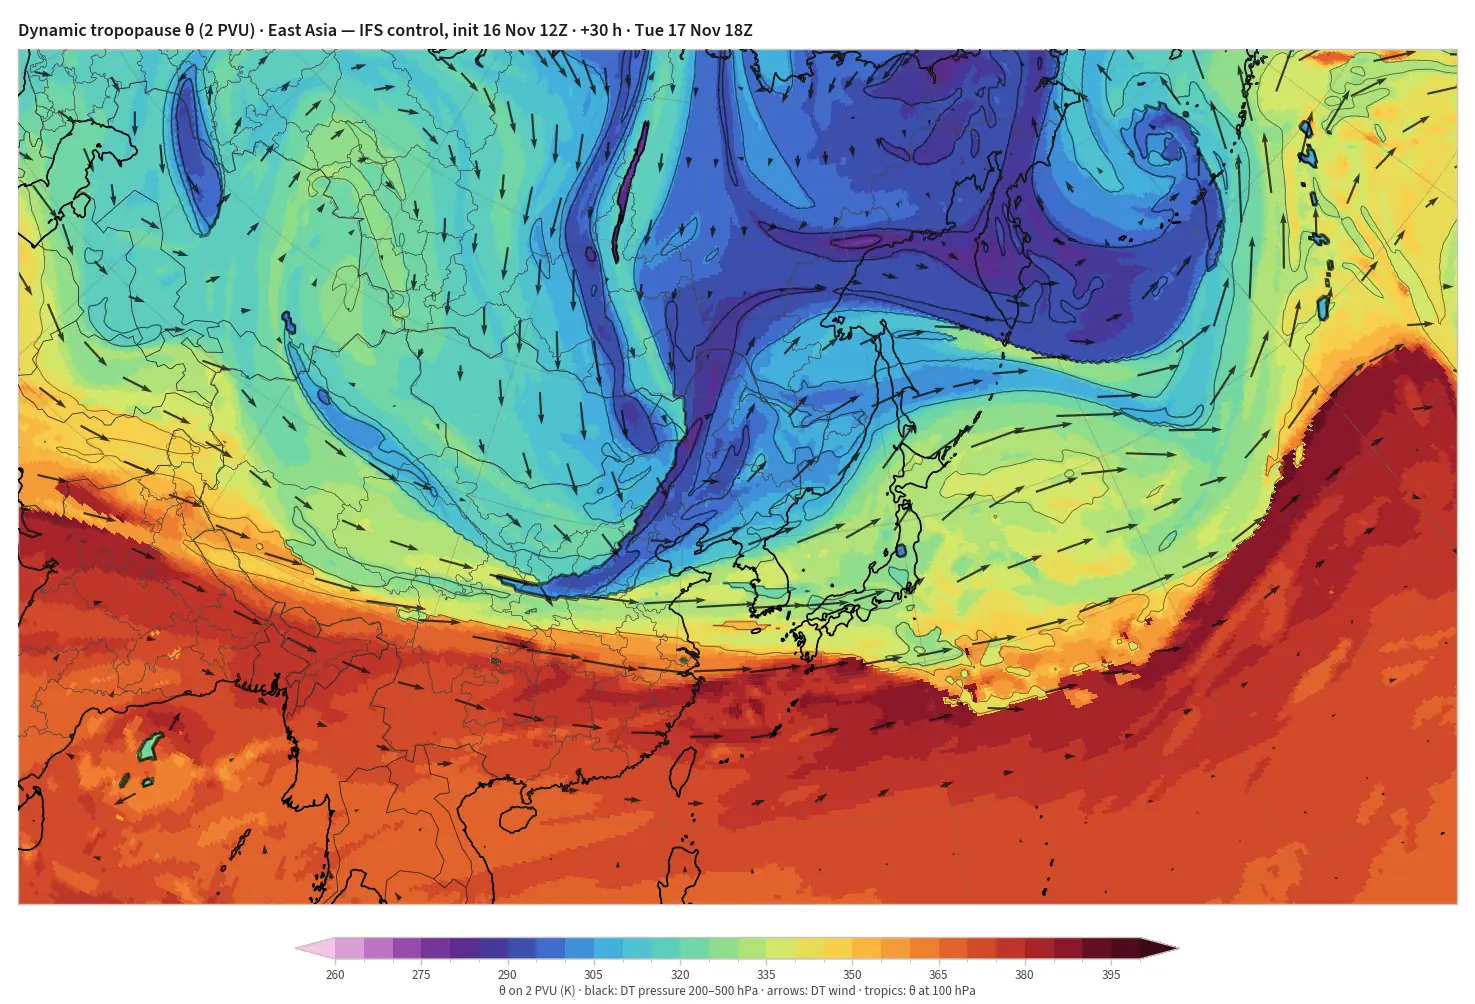 Dynamic tropopause θ (2 PVU) · East Asia — IFS control, init 16 Nov 12Z · +30 h · Tue 17 Nov 18Z
260 275 290 305 320 335 350 365 380 395
θ on 2 PVU (K) · black: DT pressure 200–500 hPa · arrows: DT wind · tropics: θ at 100 hPa